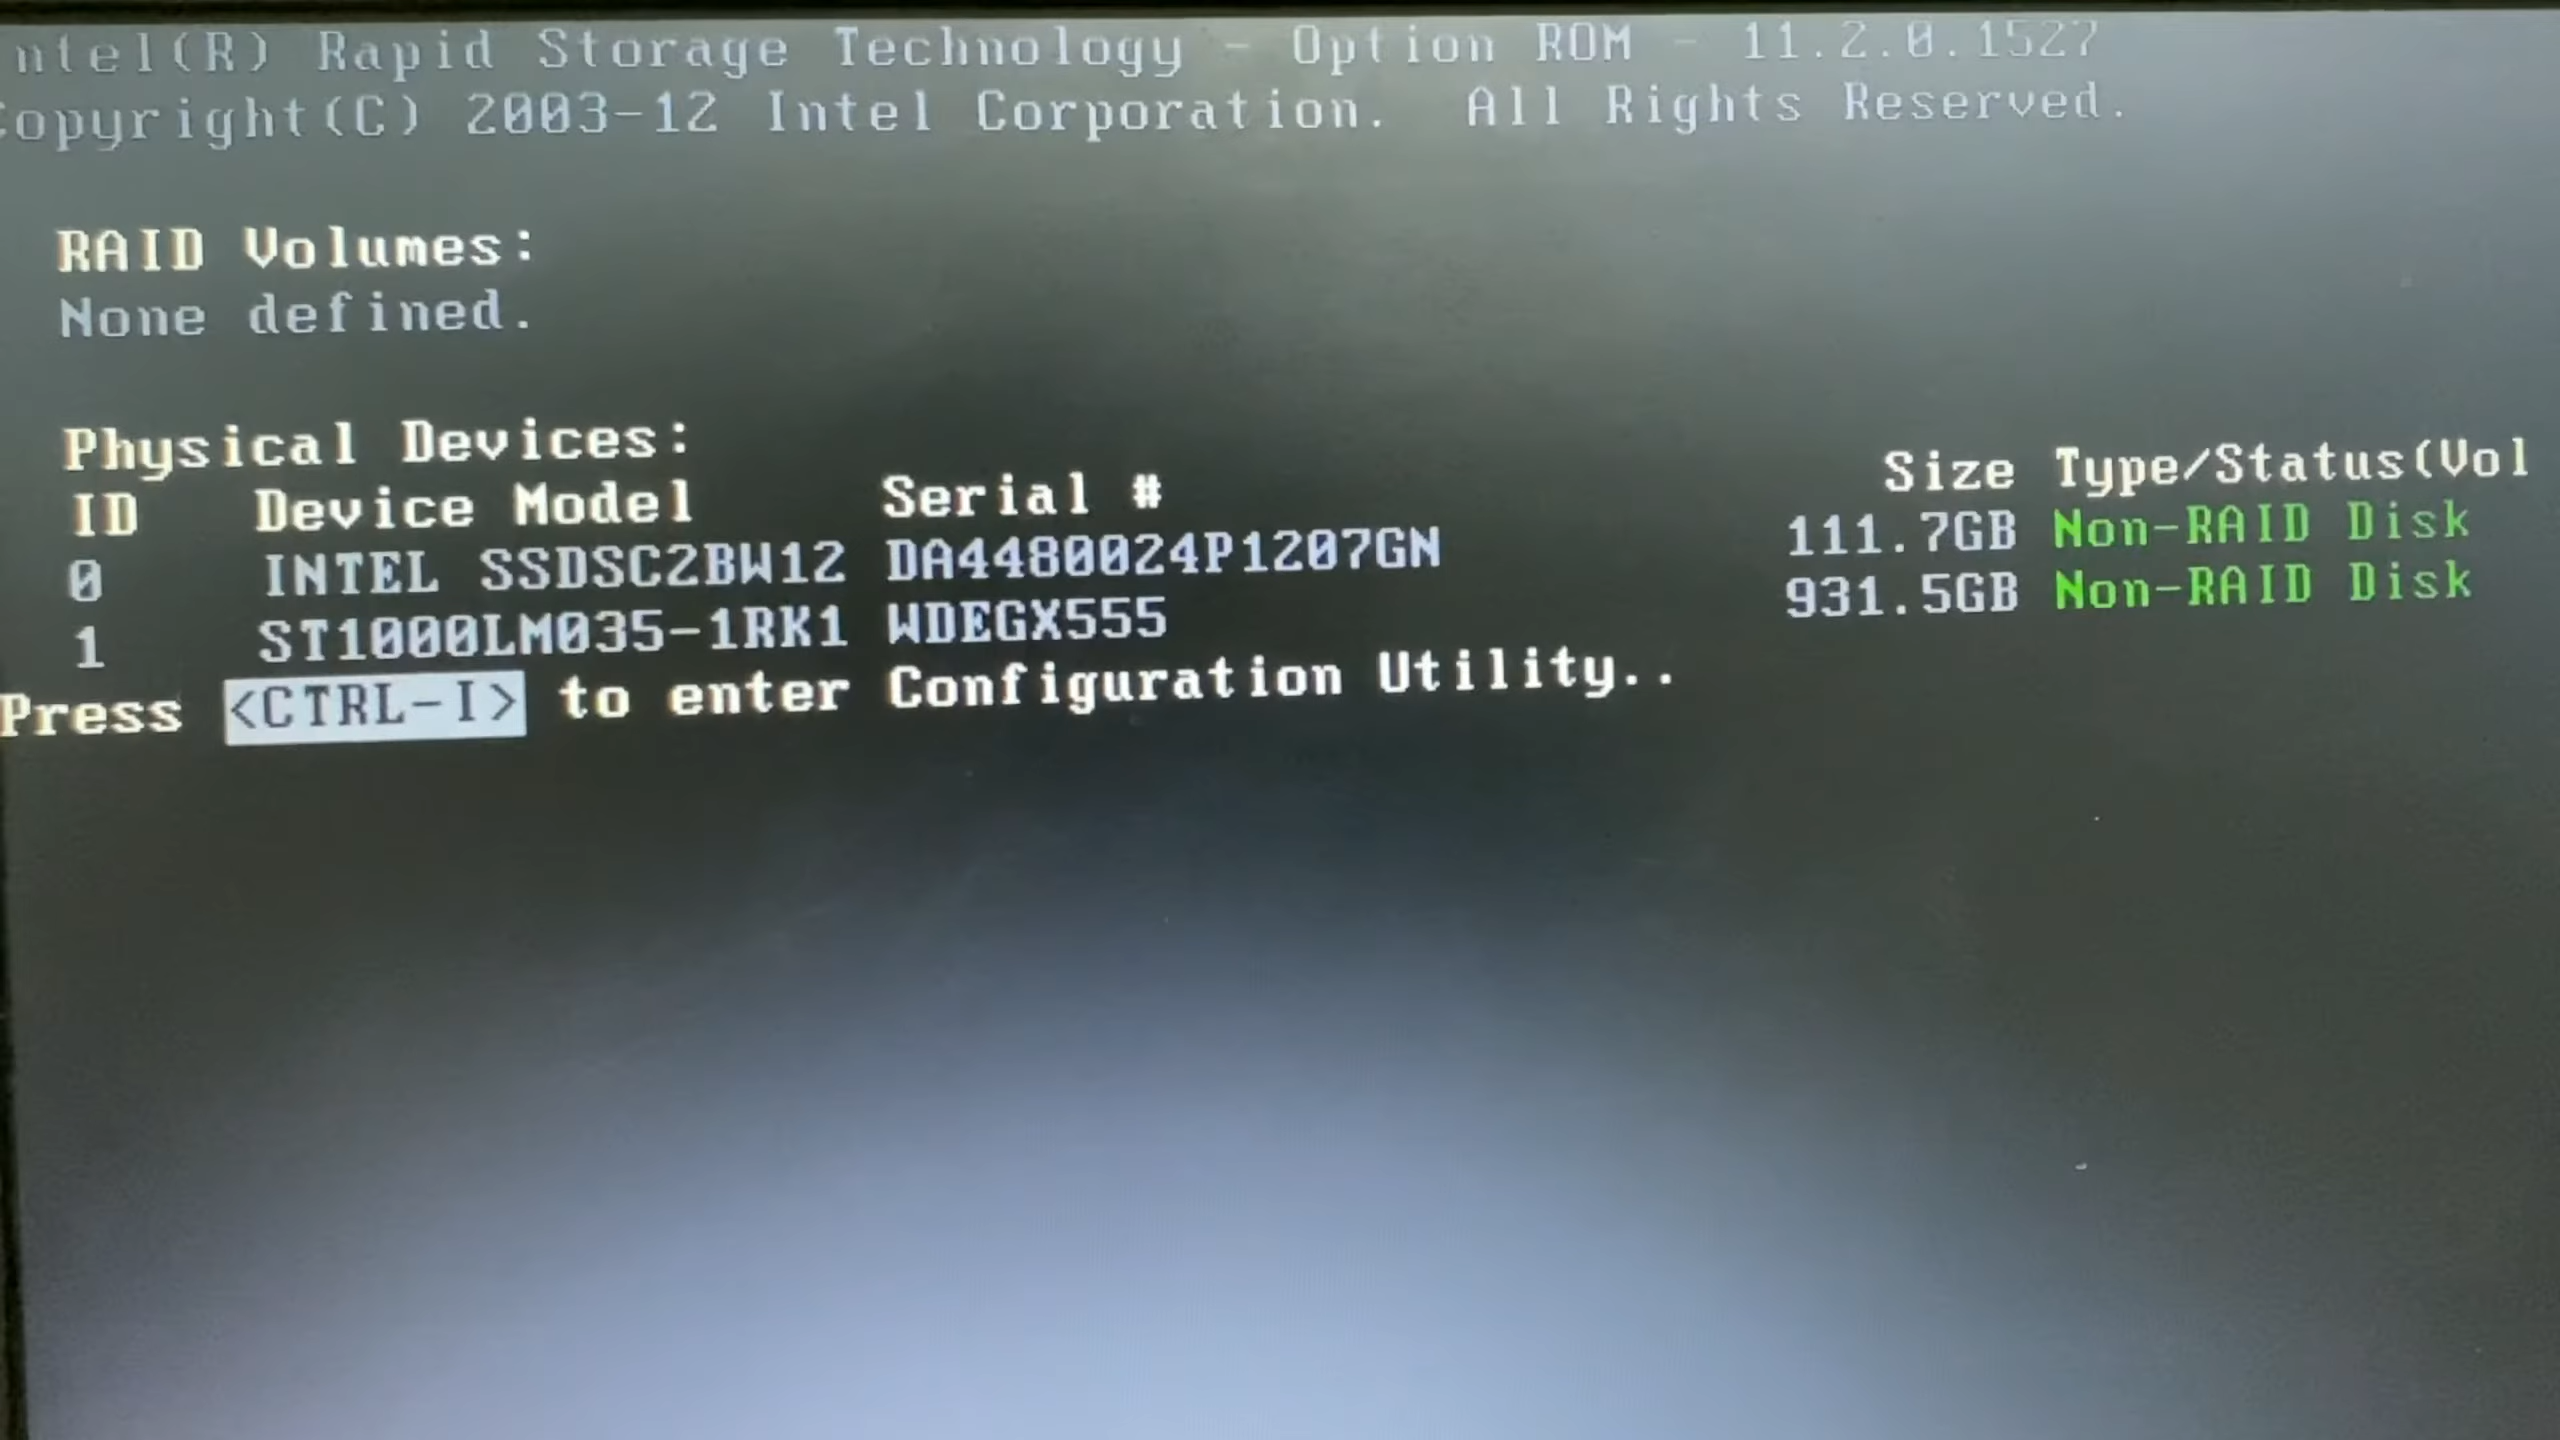 ntel(R) Rapid Storage Technology - Option ROM - 11.2.0.1527
Copyright(C) 2003-12 Intel Corporation. All Rights Reserved.
RAID Volumes:
None defined.
Physical Devices:
ID Device Model Serial # Size Type/Status(Vol
0 INTEL SSDSC2BW12 DA4480024P1207GN 111.7GB Non-RAID Disk
1 ST1000LM035-1RK1 WDEGX555 931.5GB Non-RAID Disk
Press <CTRL-I> to enter Configuration Utility..